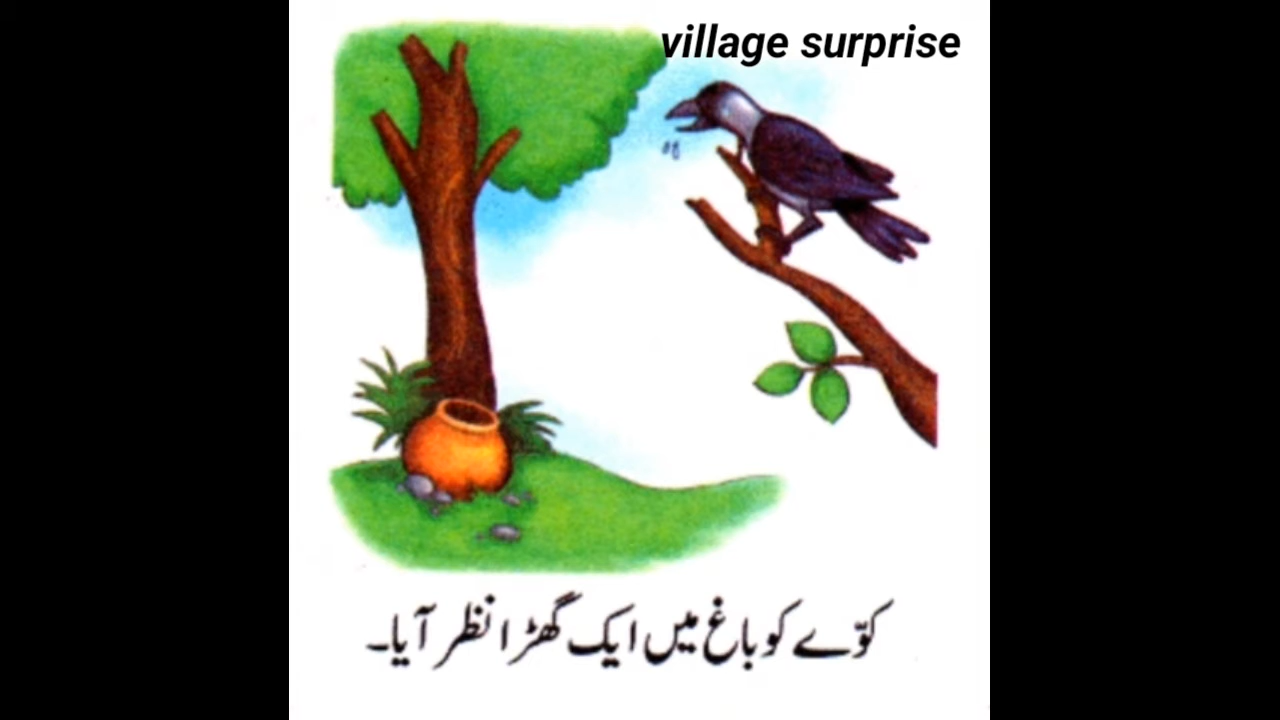 village surprise
کوّے کو باغ میں ایک گھڑا نظر آیا۔